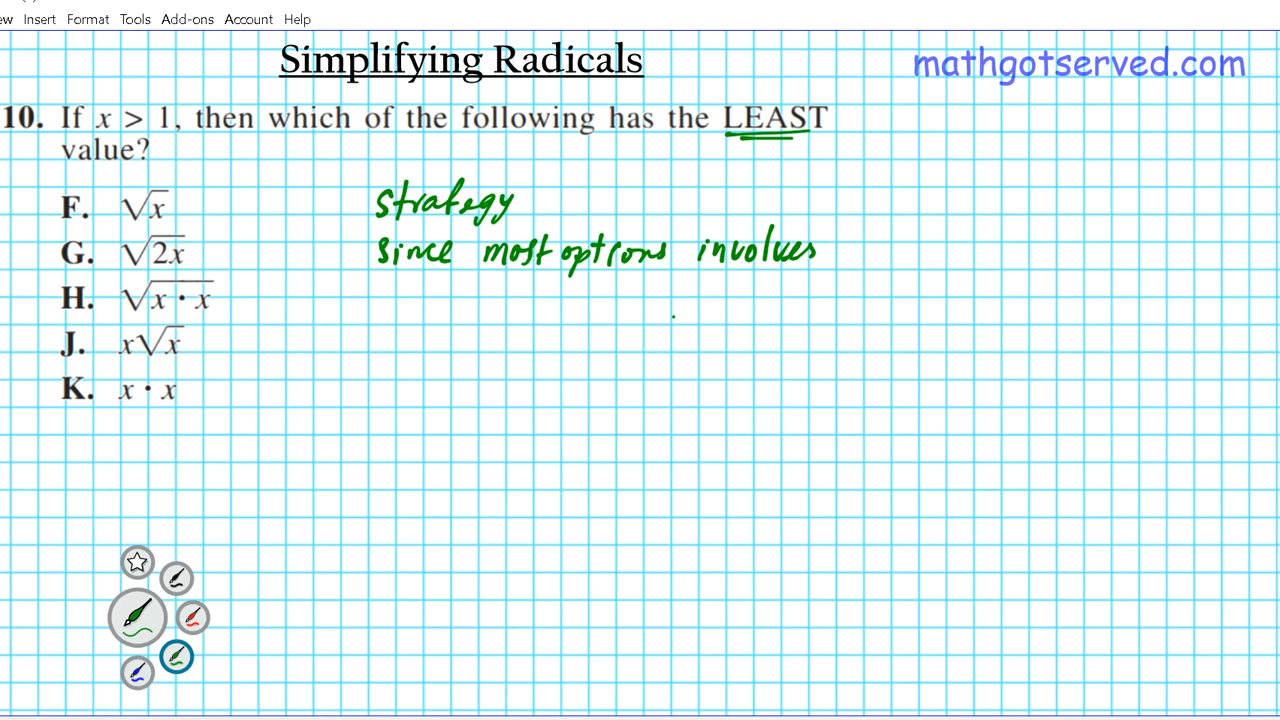 ew Insert Format Tools Add-ons Account Help
Simplifying Radicals
mathgotserved.com
10. If x > 1, then which of the following has the LEAST
value?
F. √x
G. √2x
H. √x · x
J. x√x
K. x · x
strategy
since most options involves